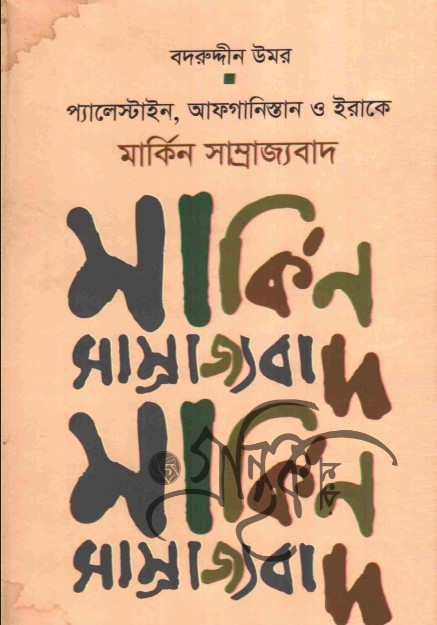 বদরুদ্দীন উমর
প্যালেস্টাইন, আফগানিস্তান ও ইরাকে
মার্কিন সাম্রাজ্যবাদ
মার্কিন
সাম্রাজ্যবাদ
মার্কিন
সাম্রাজ্যবাদ